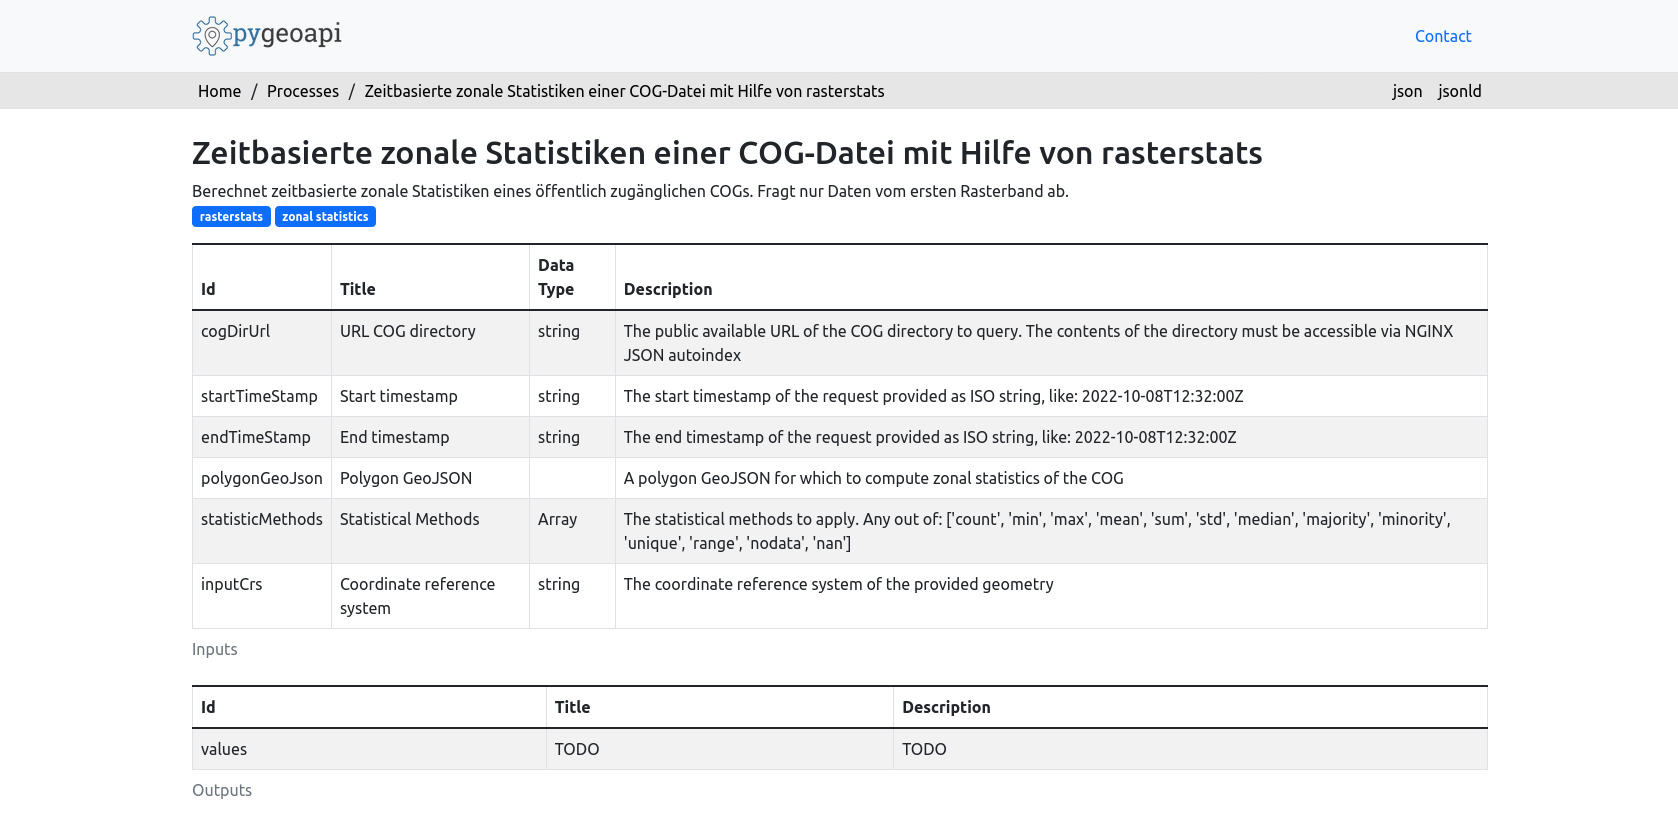 pygeoapi
Contact
Home / Processes / Zeitbasierte zonale Statistiken einer COG-Datei mit Hilfe von rasterstats
json jsonld
Zeitbasierte zonale Statistiken einer COG-Datei mit Hilfe von rasterstats
Berechnet zeitbasierte zonale Statistiken eines öffentlich zugänglichen COGs. Fragt nur Daten vom ersten Rasterband ab.
rasterstats zonal statistics
Id Title Data Type Description
cogDirUrl URL COG directory string The public available URL of the COG directory to query. The contents of the directory must be accessible via NGINX
JSON autoindex
startTimeStamp Start timestamp string The start timestamp of the request provided as ISO string, like: 2022-10-08T12:32:00Z
endTimeStamp End timestamp string The end timestamp of the request provided as ISO string, like: 2022-10-08T12:32:00Z
polygonGeoJson Polygon GeoJSON A polygon GeoJSON for which to compute zonal statistics of the COG
statisticMethods Statistical Methods Array The statistical methods to apply. Any out of: ['count', 'min', 'max', 'mean', 'sum', 'std', 'median', 'majority', 'minority',
'unique', 'range', 'nodata', 'nan']
inputCrs Coordinate reference system string The coordinate reference system of the provided geometry
Inputs
Id Title Description
values TODO TODO
Outputs